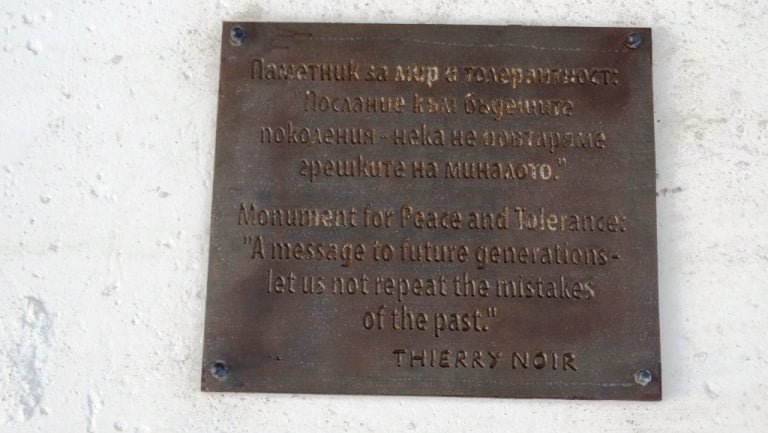 Паметник за мир и толерантност:
"Послание към бъдещите
поколения - нека не повтаряме
грешките на миналото."
Monument for Peace and Tolerance:
"A message to future generations-
let us not repeat the mistakes
of the past."
THIERRY NOIR